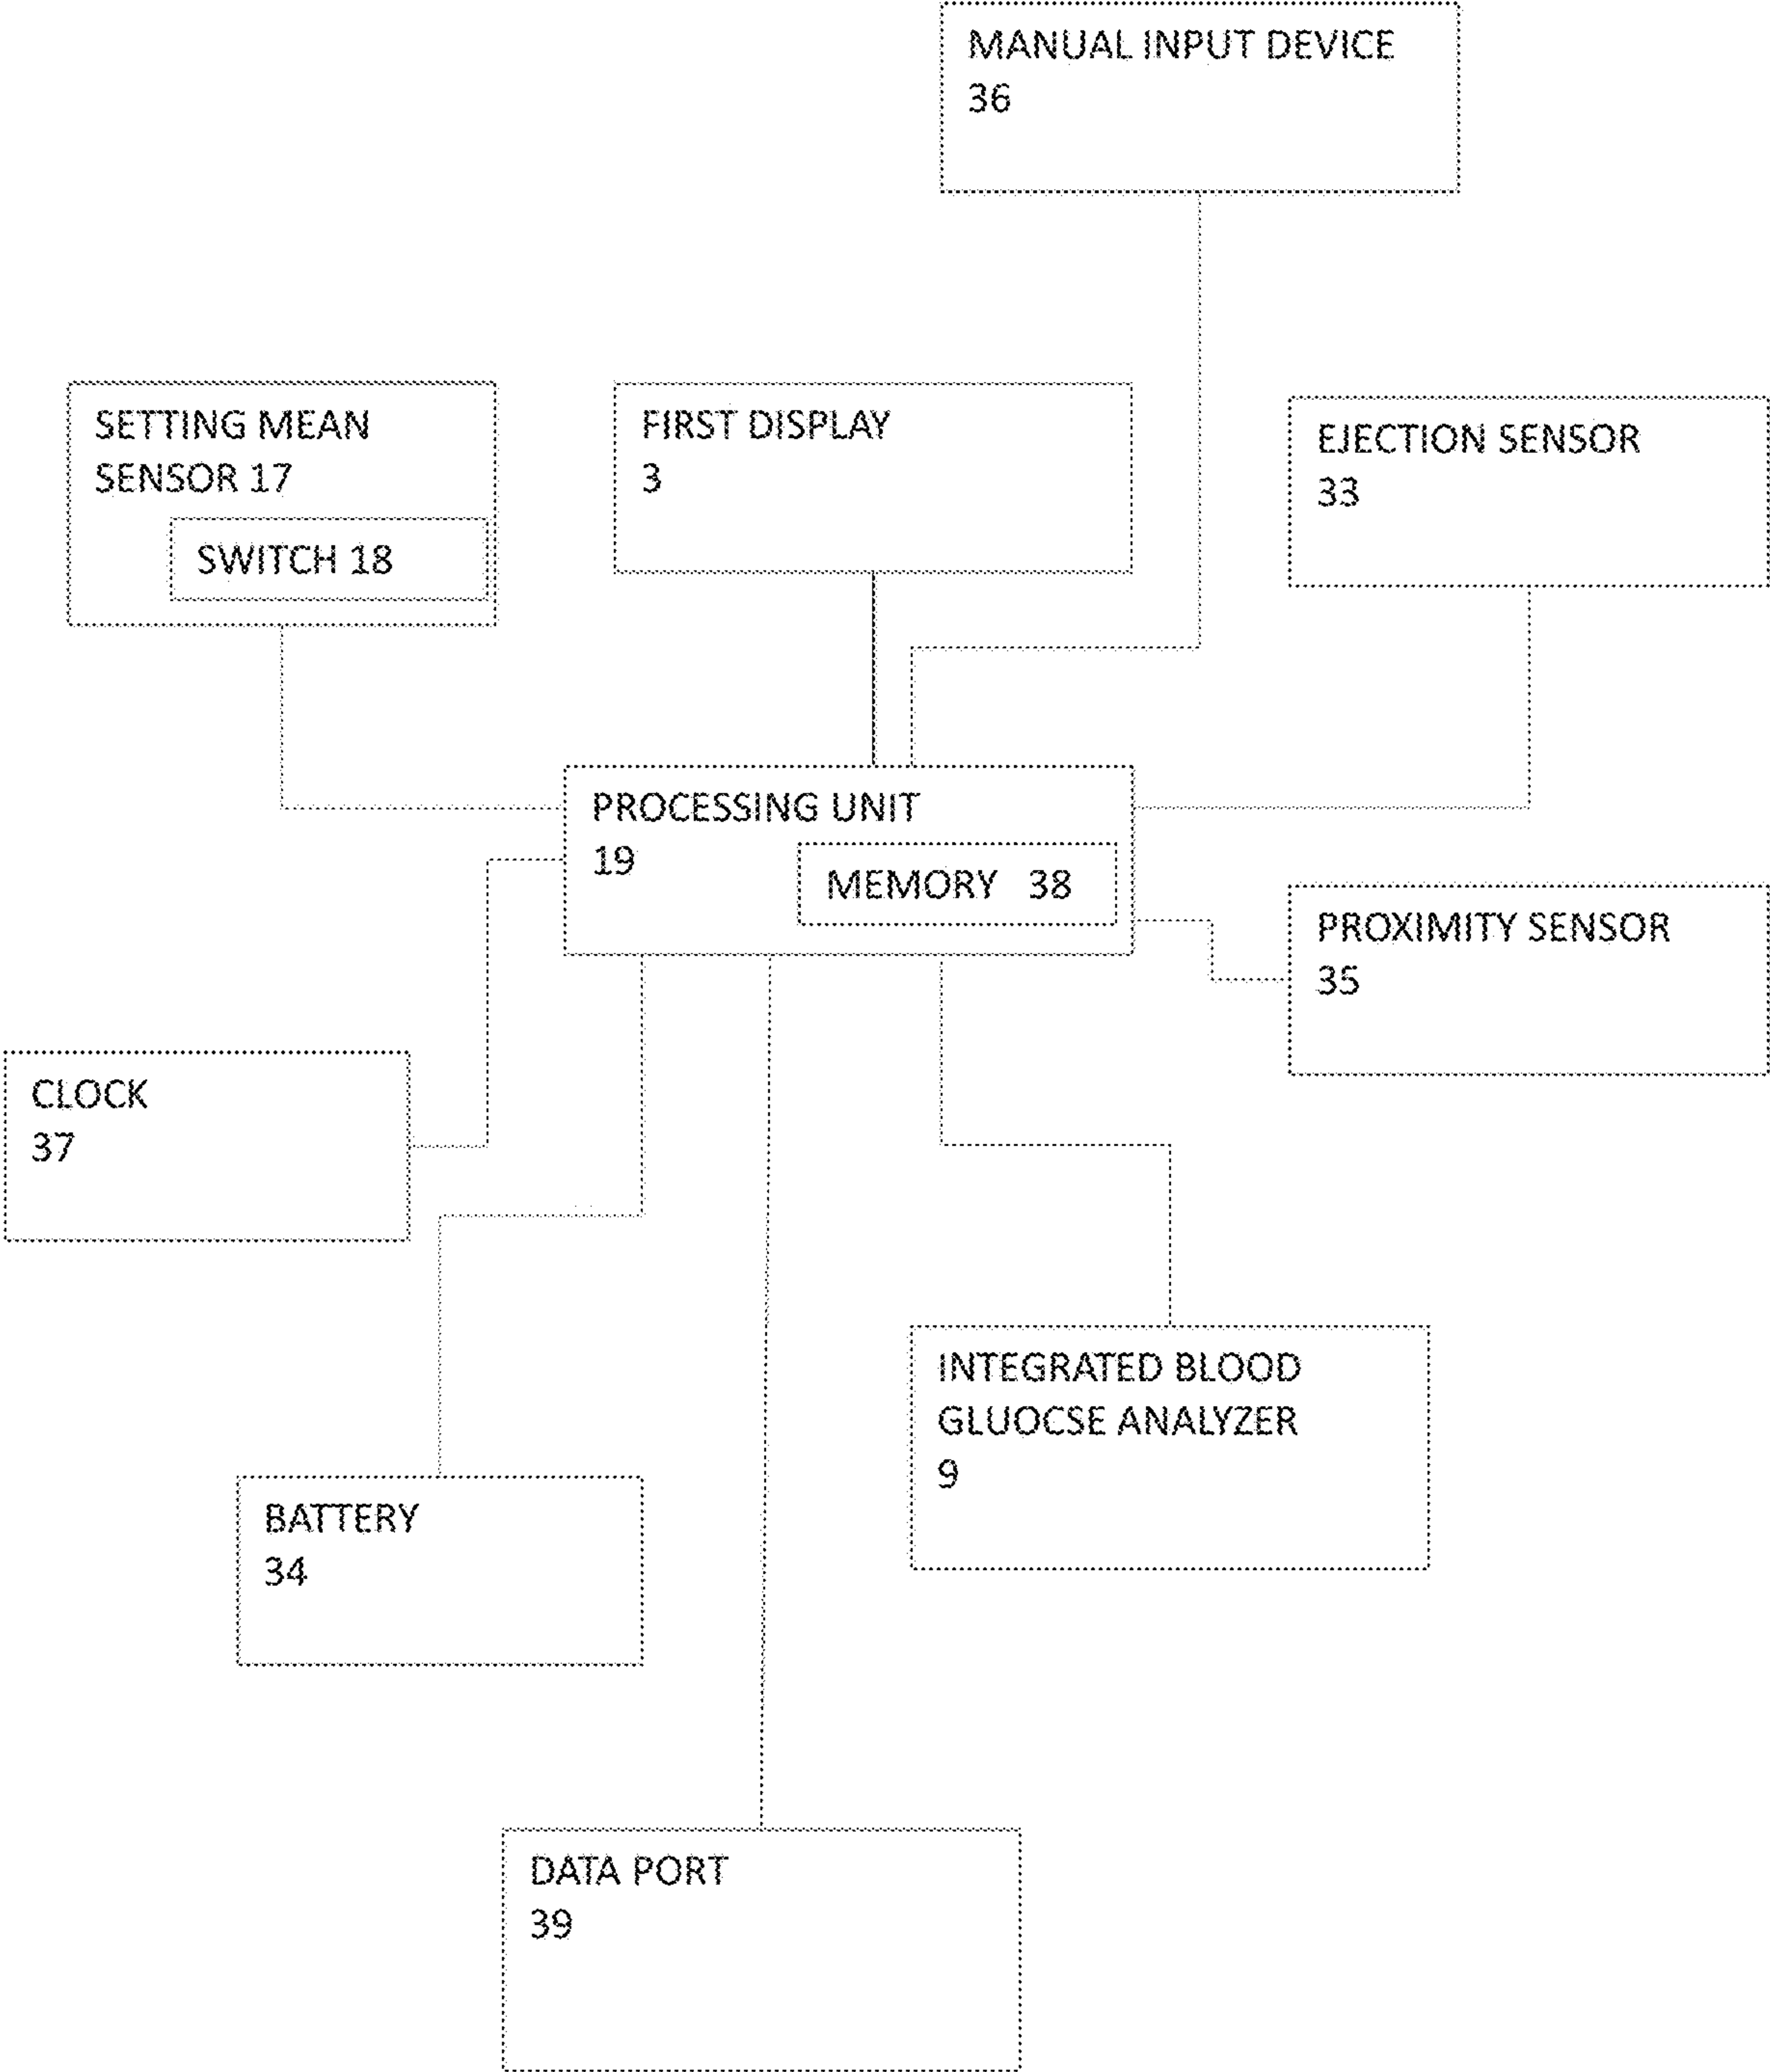 MANUAL INPUT DEVICE
36
SETTING MEAN
SENSOR 17
SWITCH 18
FIRST DISPLAY
3
EJECTION SENSOR
33
PROCESSING UNIT
19
MEMORY 38
PROXIMITY SENSOR
35
CLOCK
37
INTEGRATED BLOOD
GLUOCSE ANALYZER
9
BATTERY
34
DATA PORT
39